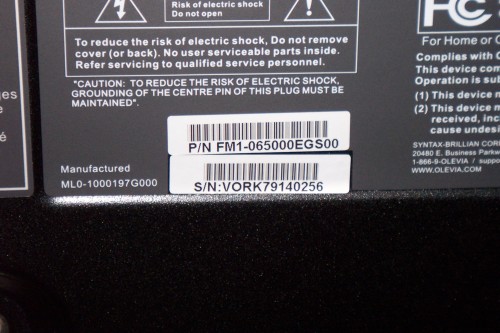 Risk of electric shock
Do not open
To reduce the risk of electric shock, Do not remove
cover (or back). No user serviceable parts inside.
Refer servicing to qualified service personnel.
"CAUTION: TO REDUCE THE RISK OF ELECTRIC SHOCK,
GROUNDING OF THE CENTRE PIN OF THIS PLUG MUST BE
MAINTAINED".
P/N FM1-065000EGS00
Manufactured
ML0-1000197G000
S/N:VORK79140256
ges
à
é
FC
For Home or O
Complies with
This device com
Operation is sub
(1) This device m
(2) This device m
received, inc
cause undesi
SYNTAX-BRILLIAN COR
20480 E. Business Parkw
1-866-9-OLEVIA / suppo
WWW.OLEVIA.COM